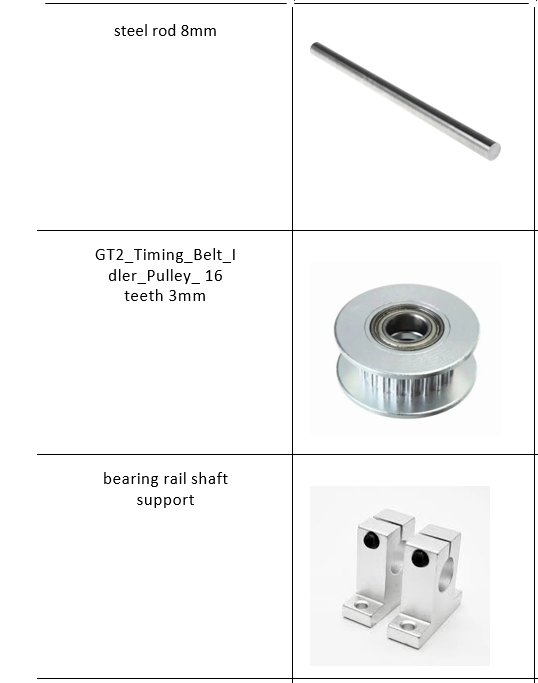 steel rod 8mm
GT2_Timing_Belt_I
dler_Pulley_ 16
teeth 3mm
bearing rail shaft
support